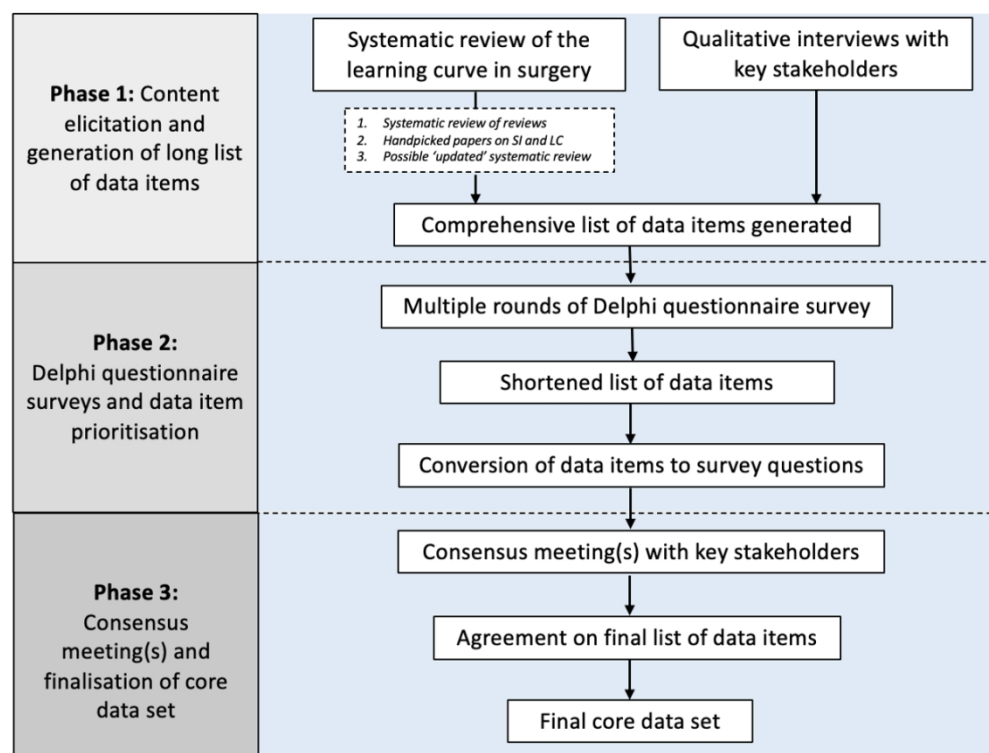 Phase 1: Content
elicitation and
generation of long list
of data items
Systematic review of the
learning curve in surgery
Qualitative interviews with
key stakeholders
1. Systematic review of reviews
2. Handpicked papers on SI and LC
3. Possible ‘updated’ systematic review
Comprehensive list of data items generated
Phase 2:
Delphi questionnaire
surveys and data item
prioritisation
Multiple rounds of Delphi questionnaire survey
Shortened list of data items
Conversion of data items to survey questions
Phase 3:
Consensus
meeting(s) and
finalisation of core
data set
Consensus meeting(s) with key stakeholders
Agreement on final list of data items
Final core data set